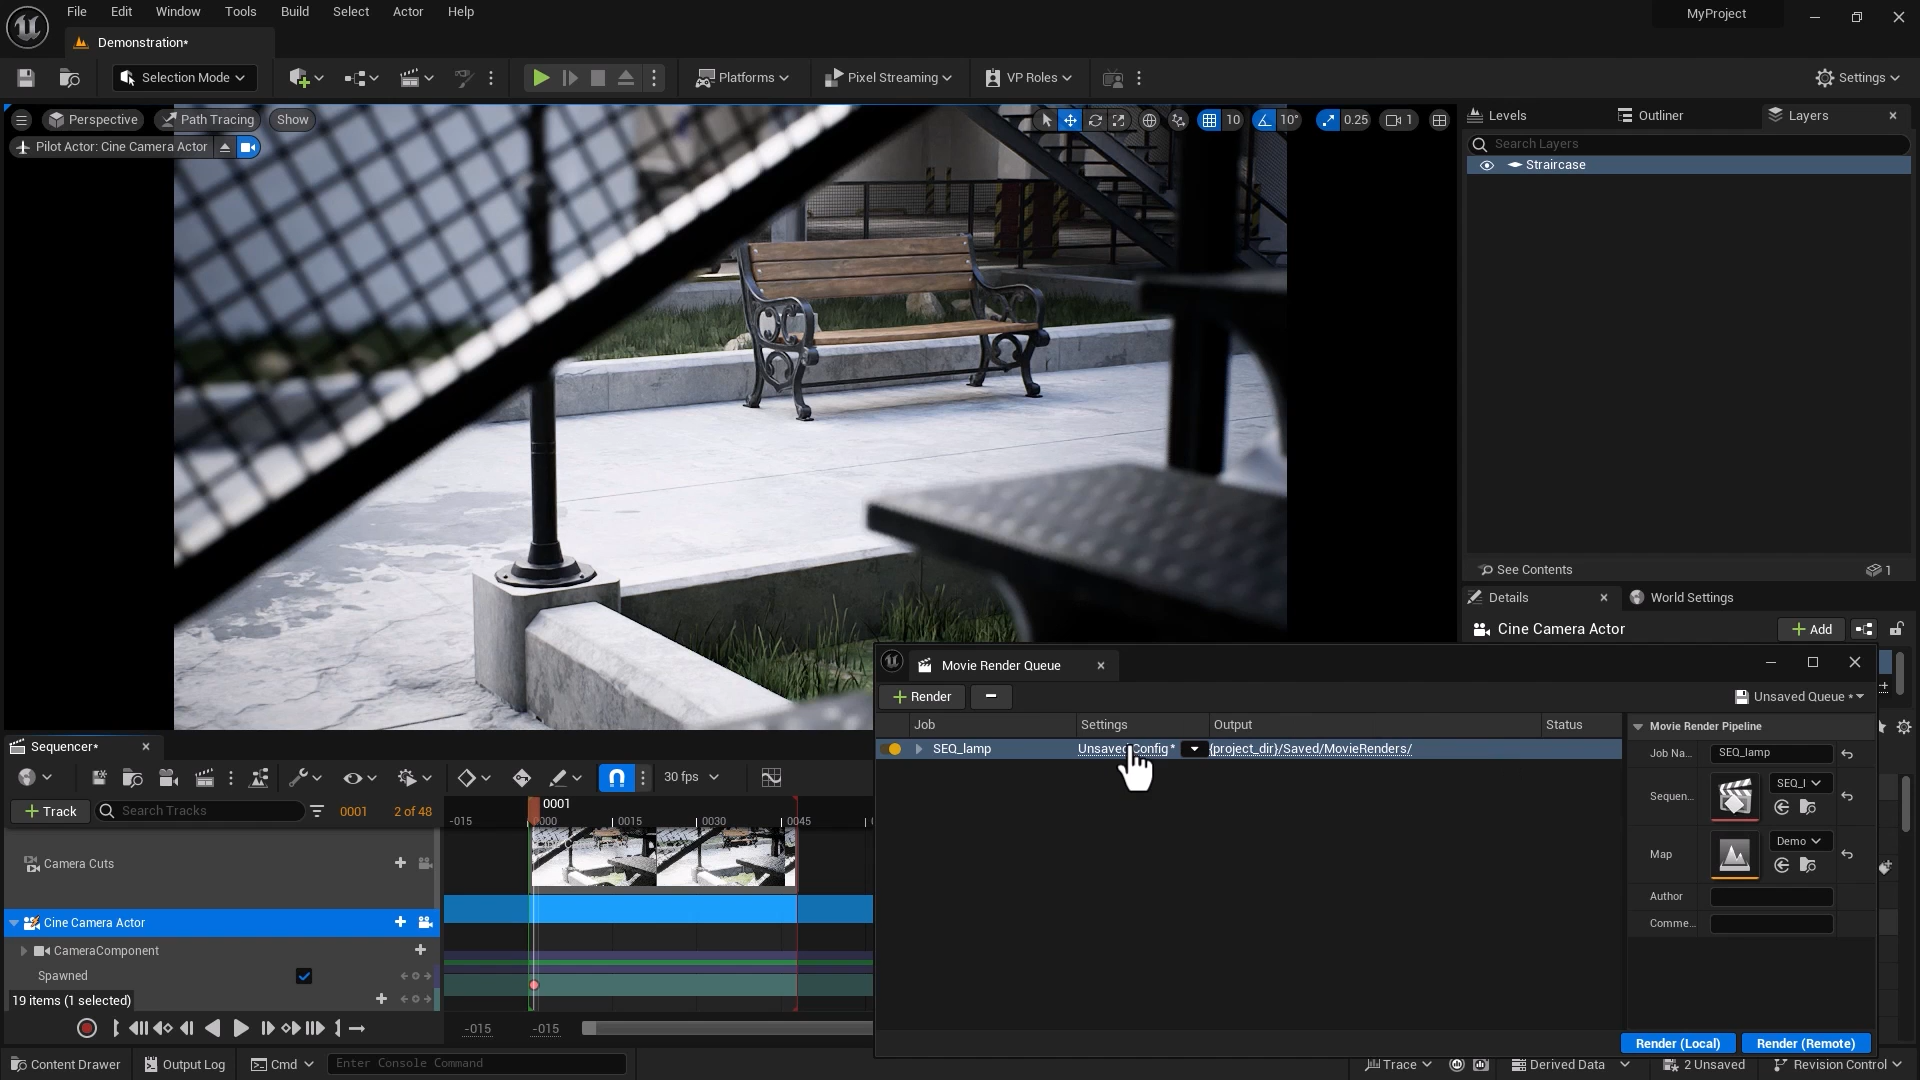 File Edit Window Tools Build Select Actor Help
MyProject
Demonstration*
Selection Mode
Platforms
Pixel Streaming
VP Roles
Settings
Perspective
Path Tracing
Show
10
10°
0.25
1
Pilot Actor: Cine Camera Actor
Levels
Outliner
Layers
Search Layers
Staircase
See Contents
1
Details
World Settings
Cine Camera Actor
Add
Movie Render Queue
Render
Unsaved Queue *
Job
Settings
Output
Status
SEQ_lamp
Unsaved Config *
{project_dir}/Saved/MovieRenders/
Movie Render Pipeline
Job Na...
SEQ_lamp
Sequen...
SEQ_l
Map
Demo
Author
Comme...
Render (Local)
Render (Remote)
Sequencer*
30 fps
Track
Search Tracks
0001
2 of 48
0001
-015
0000
0015
0030
0045
Camera Cuts
Cine Camera Actor
CameraComponent
Spawned
19 items (1 selected)
-015
-015
Content Drawer
Output Log
Cmd
Enter Console Command
Trace
Derived Data
2 Unsaved
Revision Control